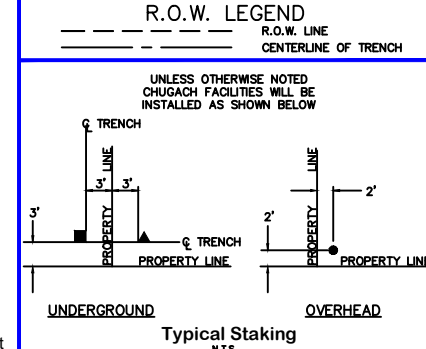 R.O.W. LEGEND
R.O.W. LINE
CENTERLINE OF TRENCH
UNLESS OTHERWISE NOTED
CHUGACH FACILITIES WILL BE
INSTALLED AS SHOWN BELOW
℄ TRENCH
PROPERTY LINE
3' 3'
3'
℄ TRENCH
PROPERTY LINE
UNDERGROUND
PROPERTY LINE
2'
2'
PROPERTY LINE
OVERHEAD
Typical Staking
N.T.S.
t